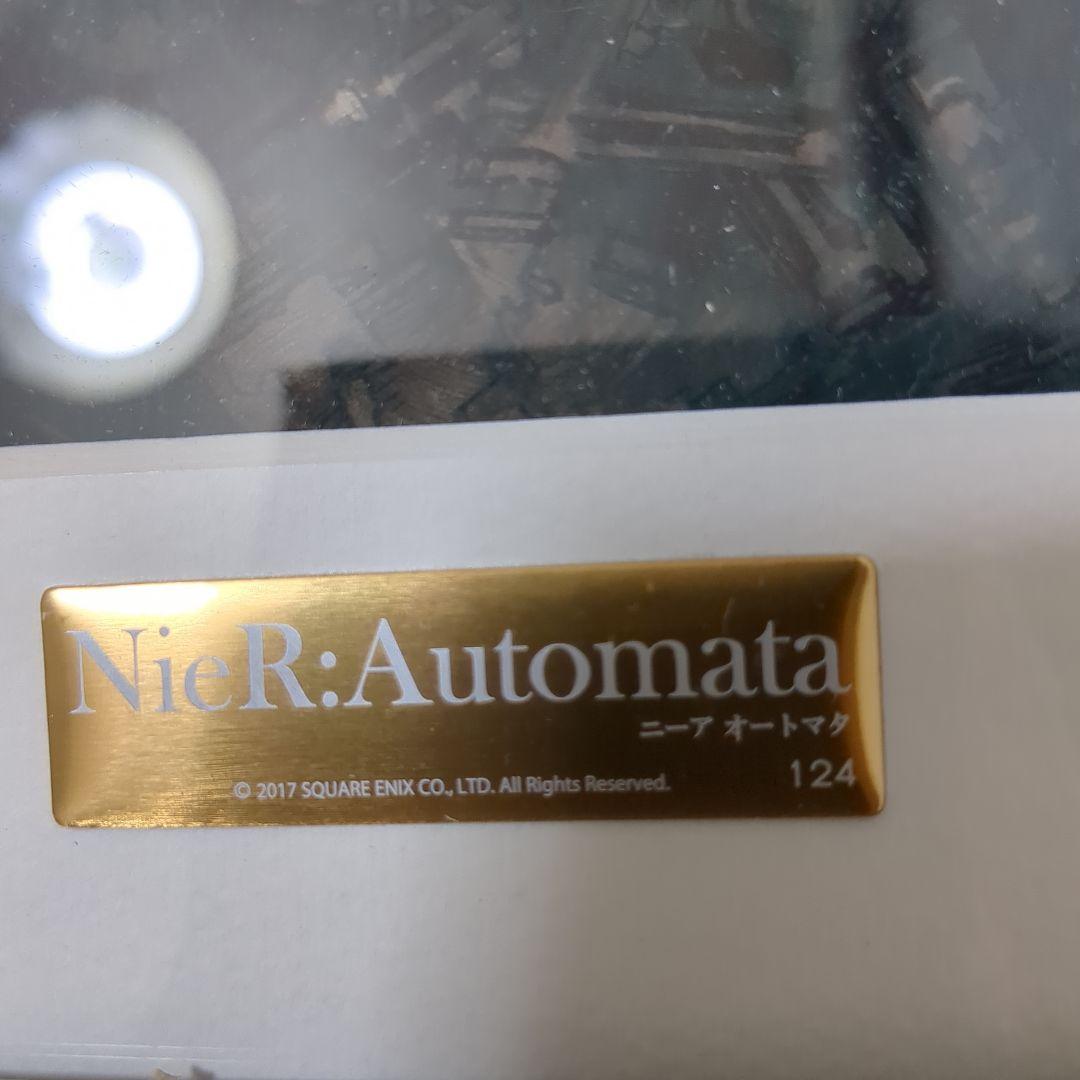 NieR:Automata
ニーア オートマタ
© 2017 SQUARE ENIX CO., LTD. All Rights Reserved.
124